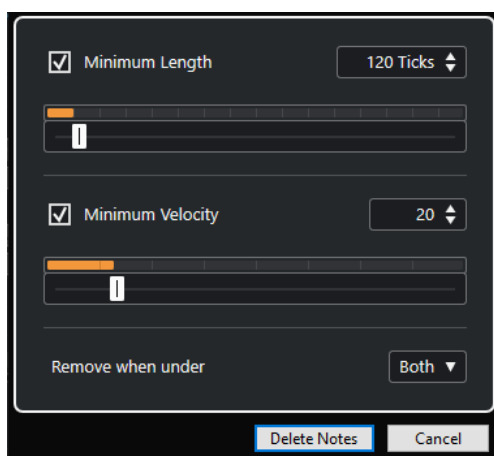 Minimum Length 120 Ticks
Minimum Velocity 20
Remove when under Both
Delete Notes Cancel